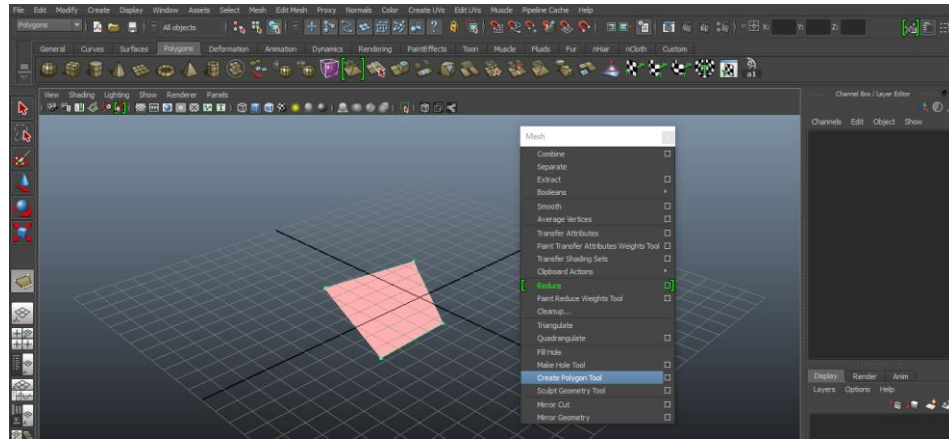 File Edit Modify Create Display Window Assets Select Mesh Edit Mesh Proxy Normals Color Create UVs Edit UVs Muscle Pipeline Cache Help
Polygons All objects X: Y: Z:
General Curves Surfaces Polygons Deformation Animation Dynamics Rendering PaintEffects Toon Muscle Fluids Fur nHair nCloth Custom
View Shading Lighting Show Renderer Panels
Channel Box / Layer Editor
Channels Edit Object Show
Mesh
Combine
Separate
Extract
Booleans
Smooth
Average Vertices
Transfer Attributes
Paint Transfer Attributes Weights Tool
Transfer Shading Sets
Clipboard Actions
Reduce
Paint Reduce Weights Tool
Cleanup...
Triangulate
Quadrangulate
Fill Hole
Make Hole Tool
Create Polygon Tool
Sculpt Geometry Tool
Mirror Cut
Mirror Geometry
Display Render Anim
Layers Options Help